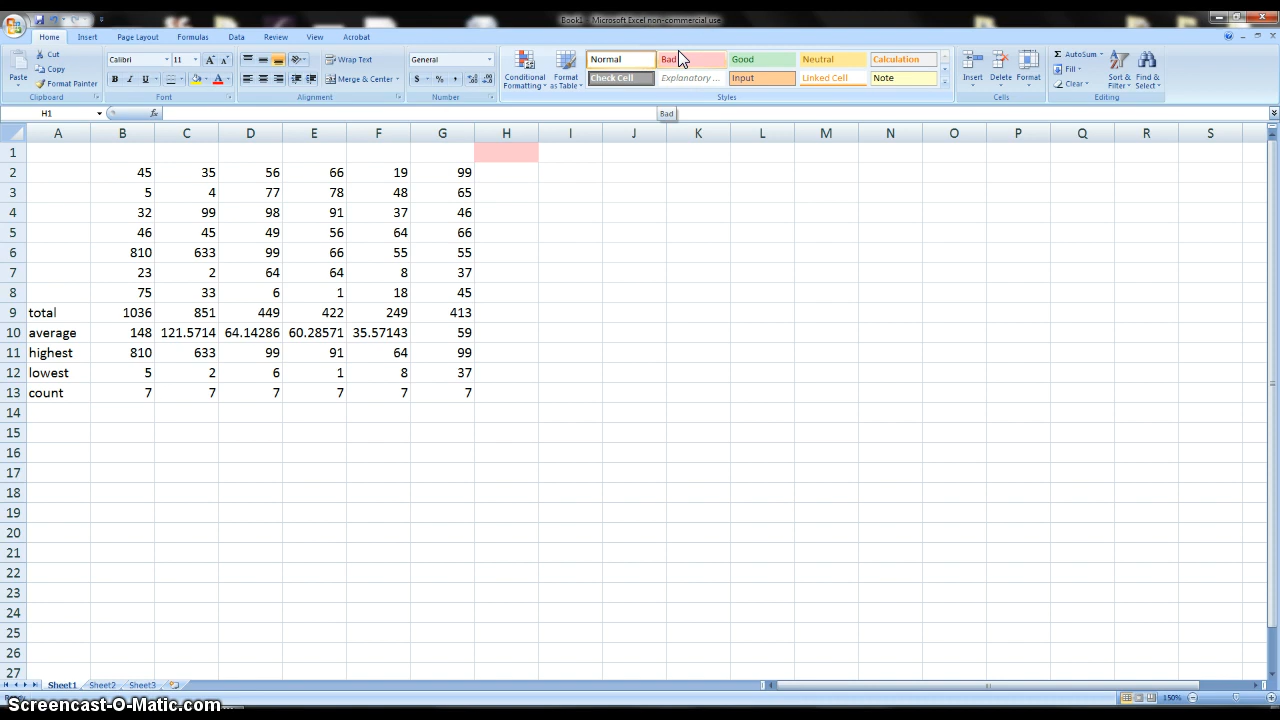 Book1 - Microsoft Excel non-commercial use
Home Insert Page Layout Formulas Data Review View Acrobat
Paste
Cut
Copy
Format Painter
Clipboard
Calibri 11
B I U
Font
Wrap Text
Merge & Center
Alignment
General
$ % ,
Number
Conditional Formatting
Format as Table
Normal Bad Good Neutral Calculation
Check Cell Explanatory ... Input Linked Cell Note
Styles
Insert Delete Format
Cells
AutoSum
Fill
Clear
Sort & Filter
Find & Select
Editing
H1 fx
Bad
A B C D E F G H I J K L M N O P Q R S
1
2 45 35 56 66 19 99
3 5 4 77 78 48 65
4 32 99 98 91 37 46
5 46 45 49 56 64 66
6 810 633 99 66 55 55
7 23 2 64 64 8 37
8 75 33 6 1 18 45
9 total 1036 851 449 422 249 413
10 average 148 121.5714 64.14286 60.28571 35.57143 59
11 highest 810 633 99 91 64 99
12 lowest 5 2 6 1 8 37
13 count 7 7 7 7 7 7
14
15
16
17
18
19
20
21
22
23
24
25
26
27
Sheet1 Sheet2 Sheet3
150%
Screencast-O-Matic.com